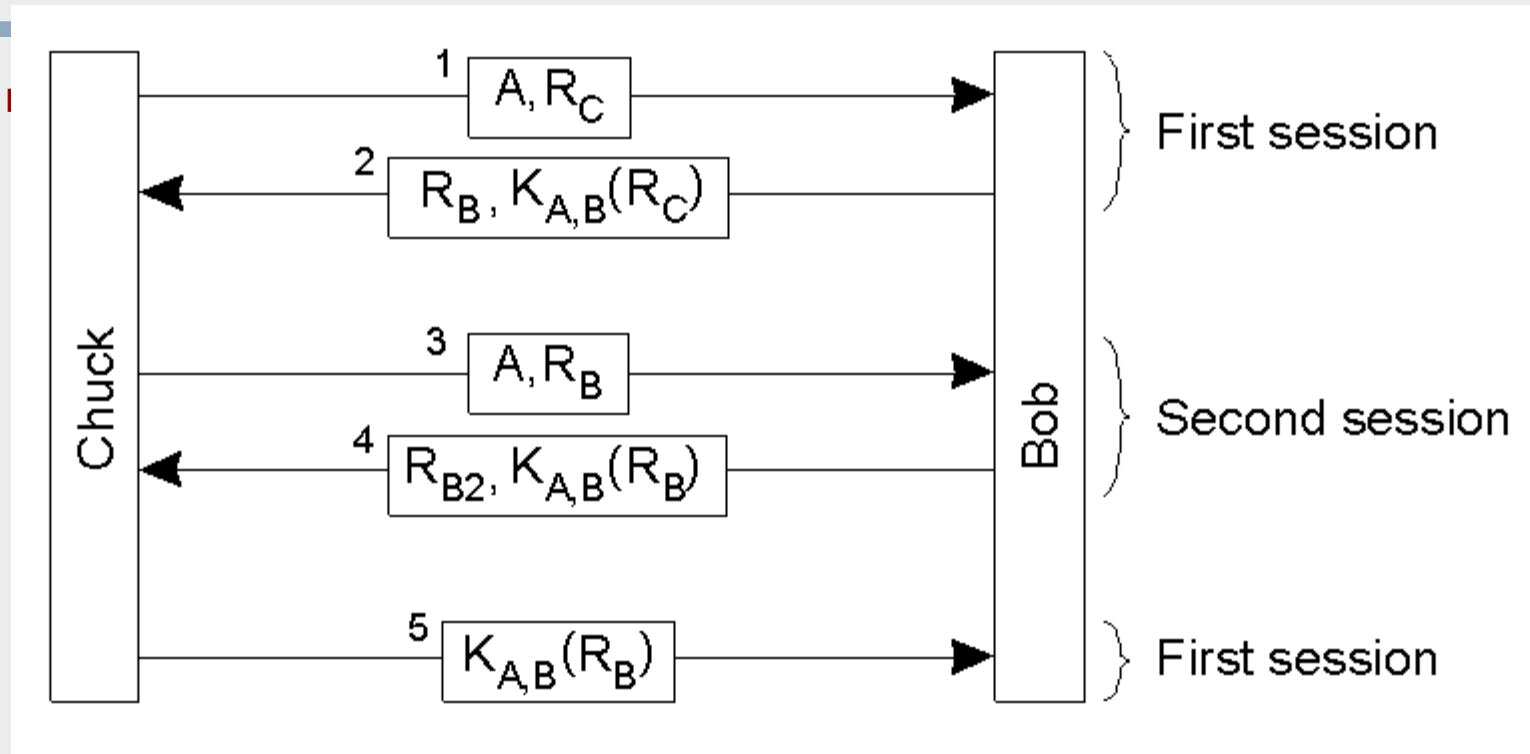 1
A, R_C
First session
2
R_B, K_A,B(R_C)
3
A, R_B
Second session
4
R_B2, K_A,B(R_B)
5
K_A,B(R_B)
First session
Chuck
Bob